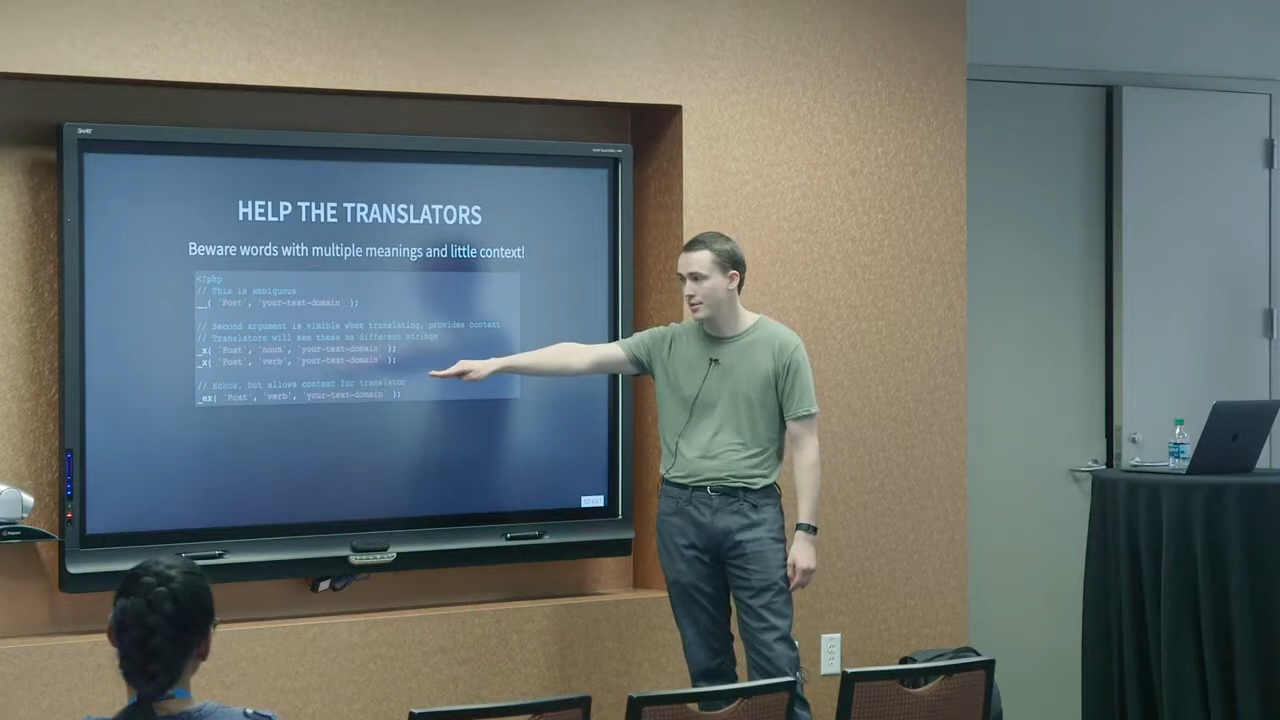 SMART
HELP THE TRANSLATORS
Beware words with multiple meanings and little context!
<?php
// This is ambiguous
__( 'Post', 'your-text-domain' );
// Second argument is visible when translating, provides context
// Translators will see these as different strings
_x( 'Post', 'noun', 'your-text-domain' );
_x( 'Post', 'verb', 'your-text-domain' );
// Echos, but allows context for translator
_ex( 'Post', 'verb', 'your-text-domain' );